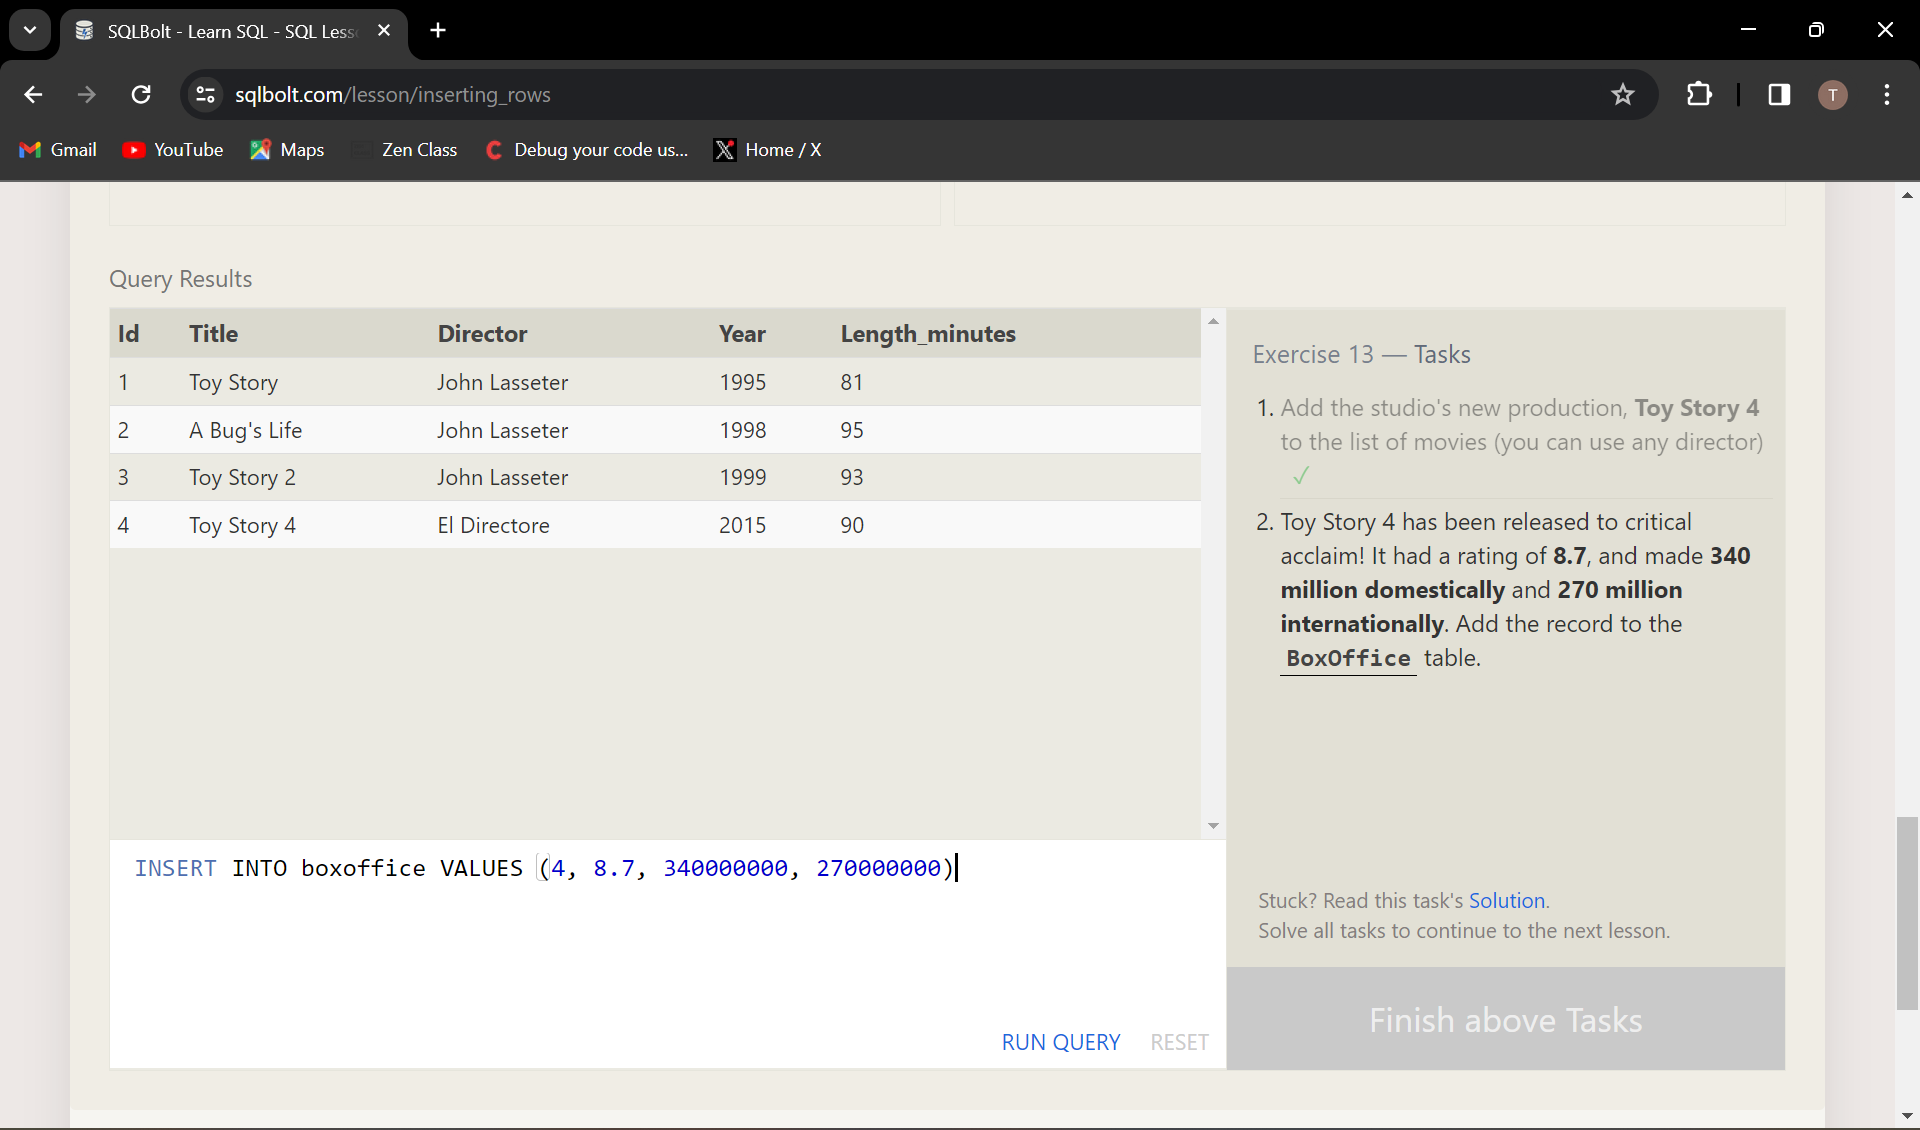 SQLBolt - Learn SQL - SQL Less
sqlbolt.com/lesson/inserting_rows
T
Gmail
YouTube
Maps
Zen Class
Debug your code us...
Home / X
Query Results
Id Title Director Year Length_minutes
1 Toy Story John Lasseter 1995 81
2 A Bug's Life John Lasseter 1998 95
3 Toy Story 2 John Lasseter 1999 93
4 Toy Story 4 El Directore 2015 90
INSERT INTO boxoffice VALUES (4, 8.7, 340000000, 270000000)
RUN QUERY RESET
Exercise 13 — Tasks
1. Add the studio's new production, Toy Story 4
to the list of movies (you can use any director)
✓
2. Toy Story 4 has been released to critical
acclaim! It had a rating of 8.7, and made 340
million domestically and 270 million
internationally. Add the record to the
BoxOffice table.
Stuck? Read this task's Solution.
Solve all tasks to continue to the next lesson.
Finish above Tasks